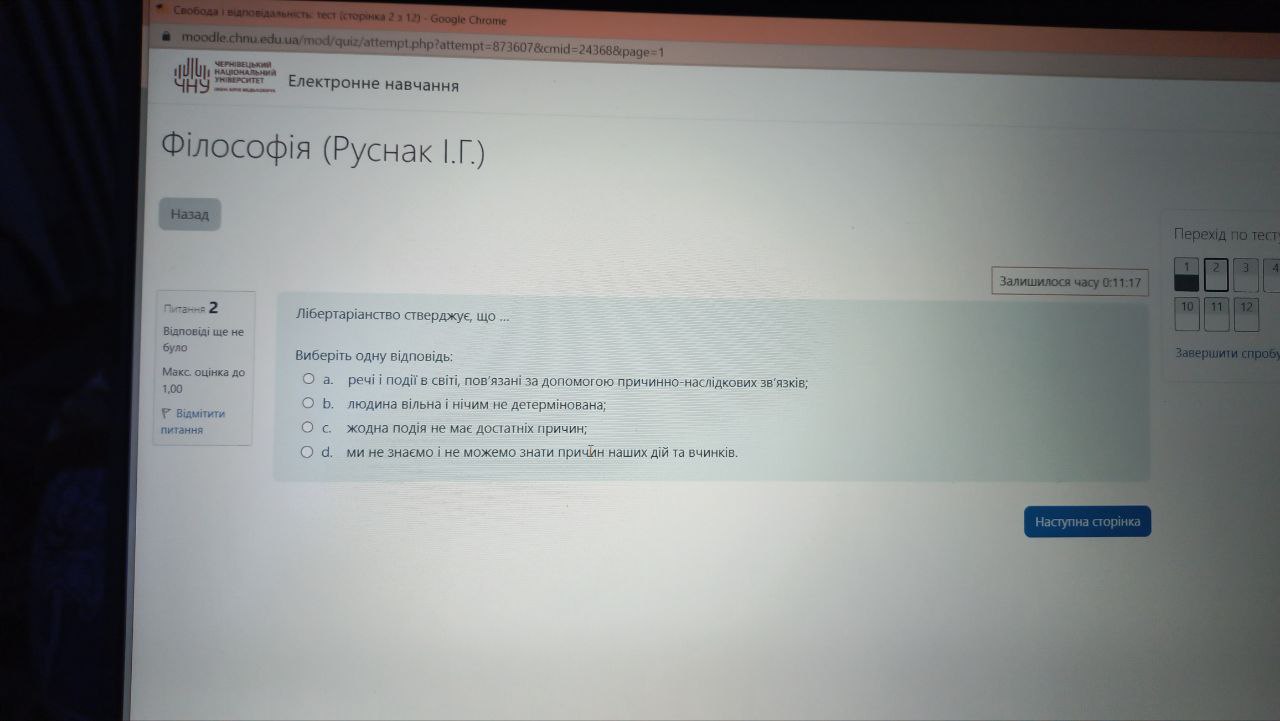 Свобода і відповідальність: тест (сторінка 2 з 12) - Google Chrome
moodle.chnu.edu.ua/mod/quiz/attempt.php?attempt=873607&cmid=24368&page=1
ЧНУ
ЧЕРНІВЕЦЬКИЙ
НАЦІОНАЛЬНИЙ
УНІВЕРСИТЕТ
Електронне навчання
Філософія (Руснак І.Г.)
Назад
Перехід по тесту
1 2 3 4
10 11 12
Завершити спробу
Залишилося часу 0:11:17
Питання 2
Відповіді ще не
було
Макс. оцінка до
1,00
Відмітити
питання
Лібертаріанство стверджує, що ...
Виберіть одну відповідь:
a. речі і події в світі, пов'язані за допомогою причинно-наслідкових зв'язків;
b. людина вільна і нічим не детермінована;
c. жодна подія не має достатніх причин;
d. ми не знаємо і не можемо знати причин наших дій та вчинків.
Наступна сторінка